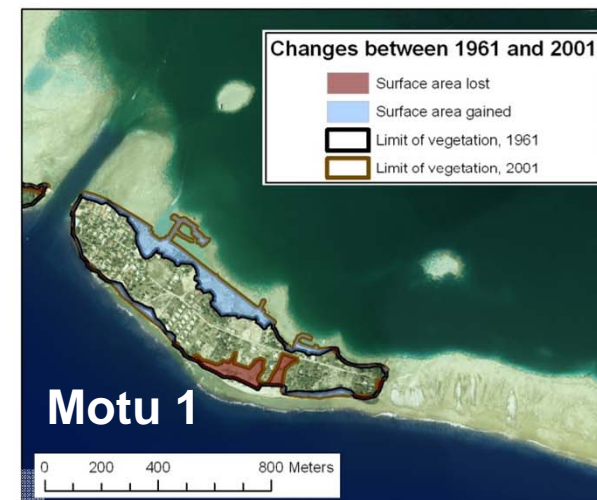 Changes between 1961 and 2001
Surface area lost
Surface area gained
Limit of vegetation, 1961
Limit of vegetation, 2001
Motu 1
0 200 400 800 Meters